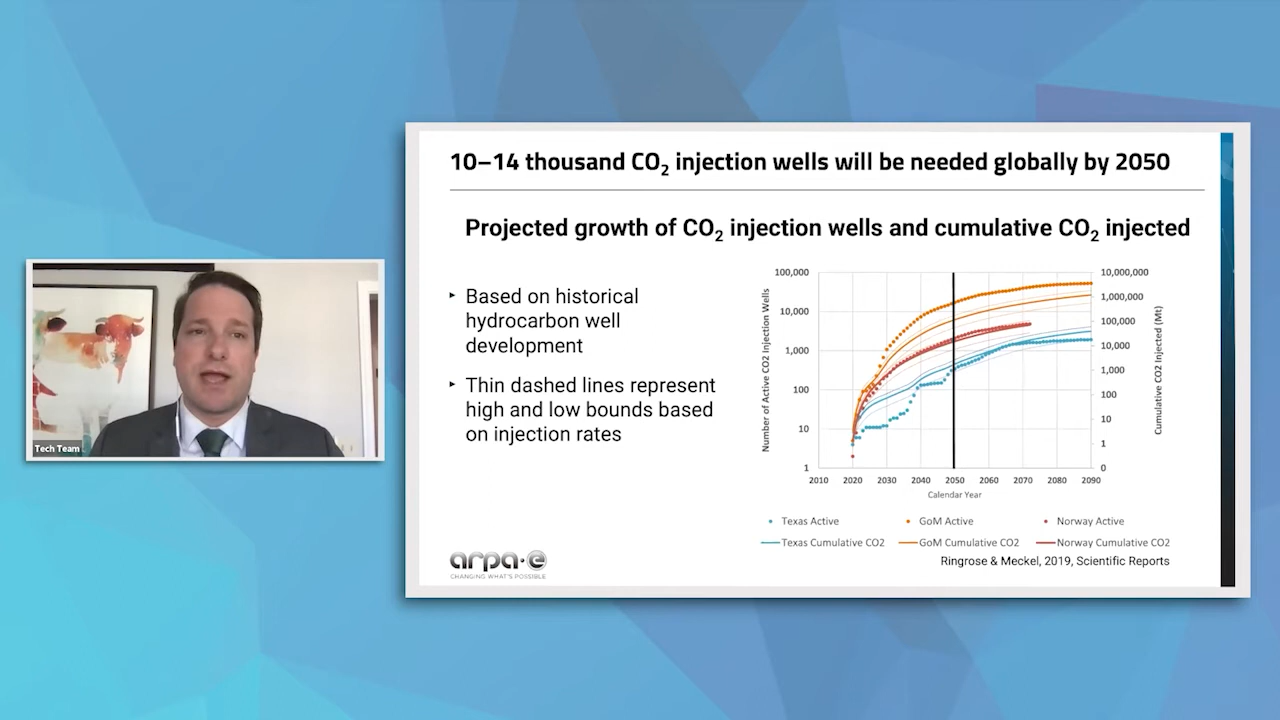 10–14 thousand CO2 injection wells will be needed globally by 2050
Projected growth of CO2 injection wells and cumulative CO2 injected
‣ Based on historical
hydrocarbon well
development
‣ Thin dashed lines represent
high and low bounds based
on injection rates
Number of Active CO2 Injection Wells
100,000
10,000
1,000
100
10
1
10,000,000
1,000,000
100,000
10,000
1,000
100
10
1
0
Cumulative CO2 Injected (Mt)
2010 2020 2030 2040 2050 2060 2070 2080 2090
Calendar Year
Texas Active GoM Active Norway Active
Texas Cumulative CO2 GoM Cumulative CO2 Norway Cumulative CO2
Ringrose & Meckel, 2019, Scientific Reports
arpa·e
CHANGING WHAT'S POSSIBLE
Tech Team